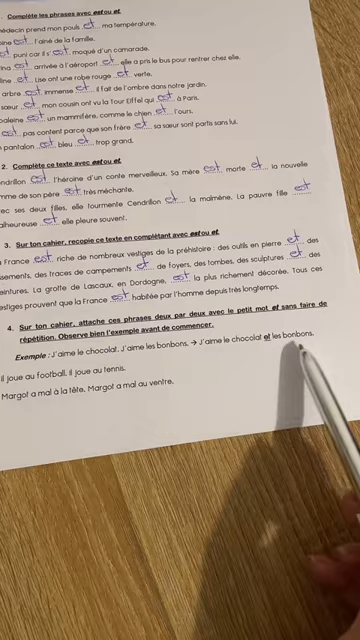 Complète les phrases avec est ou et.
médecin prend mon pouls et ma température.
est l'aîné de la famille.
puni car il s'est moqué d'un camarade.
est arrivée à l'aéroport et elle a pris le bus pour rentrer chez elle.
et Lise ont une robe rouge et verte.
arbre est immense et il fait de l'ombre dans notre jardin.
sœur et mon cousin ont vu la Tour Eiffel qui est à Paris.
baleine est un mammifère, comme le chien et l'ours.
est pas content parce que son frère et sa sœur sont partis sans lui.
pantalon est bleu et trop grand.
2. Complète ce texte avec est ou et.
est l'héroïne d'un conte merveilleux. Sa mère est morte et la nouvelle
de son père est très méchante.
ses deux filles, elle tourmente Cendrillon et la malmène. La pauvre fille est
et elle pleure souvent.
3. Sur ton cahier, recopie ce texte en complétant avec est ou et.
France est riche de nombreux vestiges de la préhistoire : des outils en pierre et des
des traces de campements et de foyers, des tombes, des sculptures et des
peintures. La grotte de Lascaux, en Dordogne, est la plus richement décorée. Tous ces
vestiges prouvent que la France est habitée par l'homme depuis très longtemps.
4. Sur ton cahier, attache ces phrases deux par deux avec le petit mot et sans faire de
répétition. Observe bien l'exemple avant de commencer.
Exemple : J'aime le chocolat. J'aime les bonbons. → J'aime le chocolat et les bonbons.
Il joue au football. Il joue au tennis.
Margot a mal à la tête. Margot a mal au ventre.